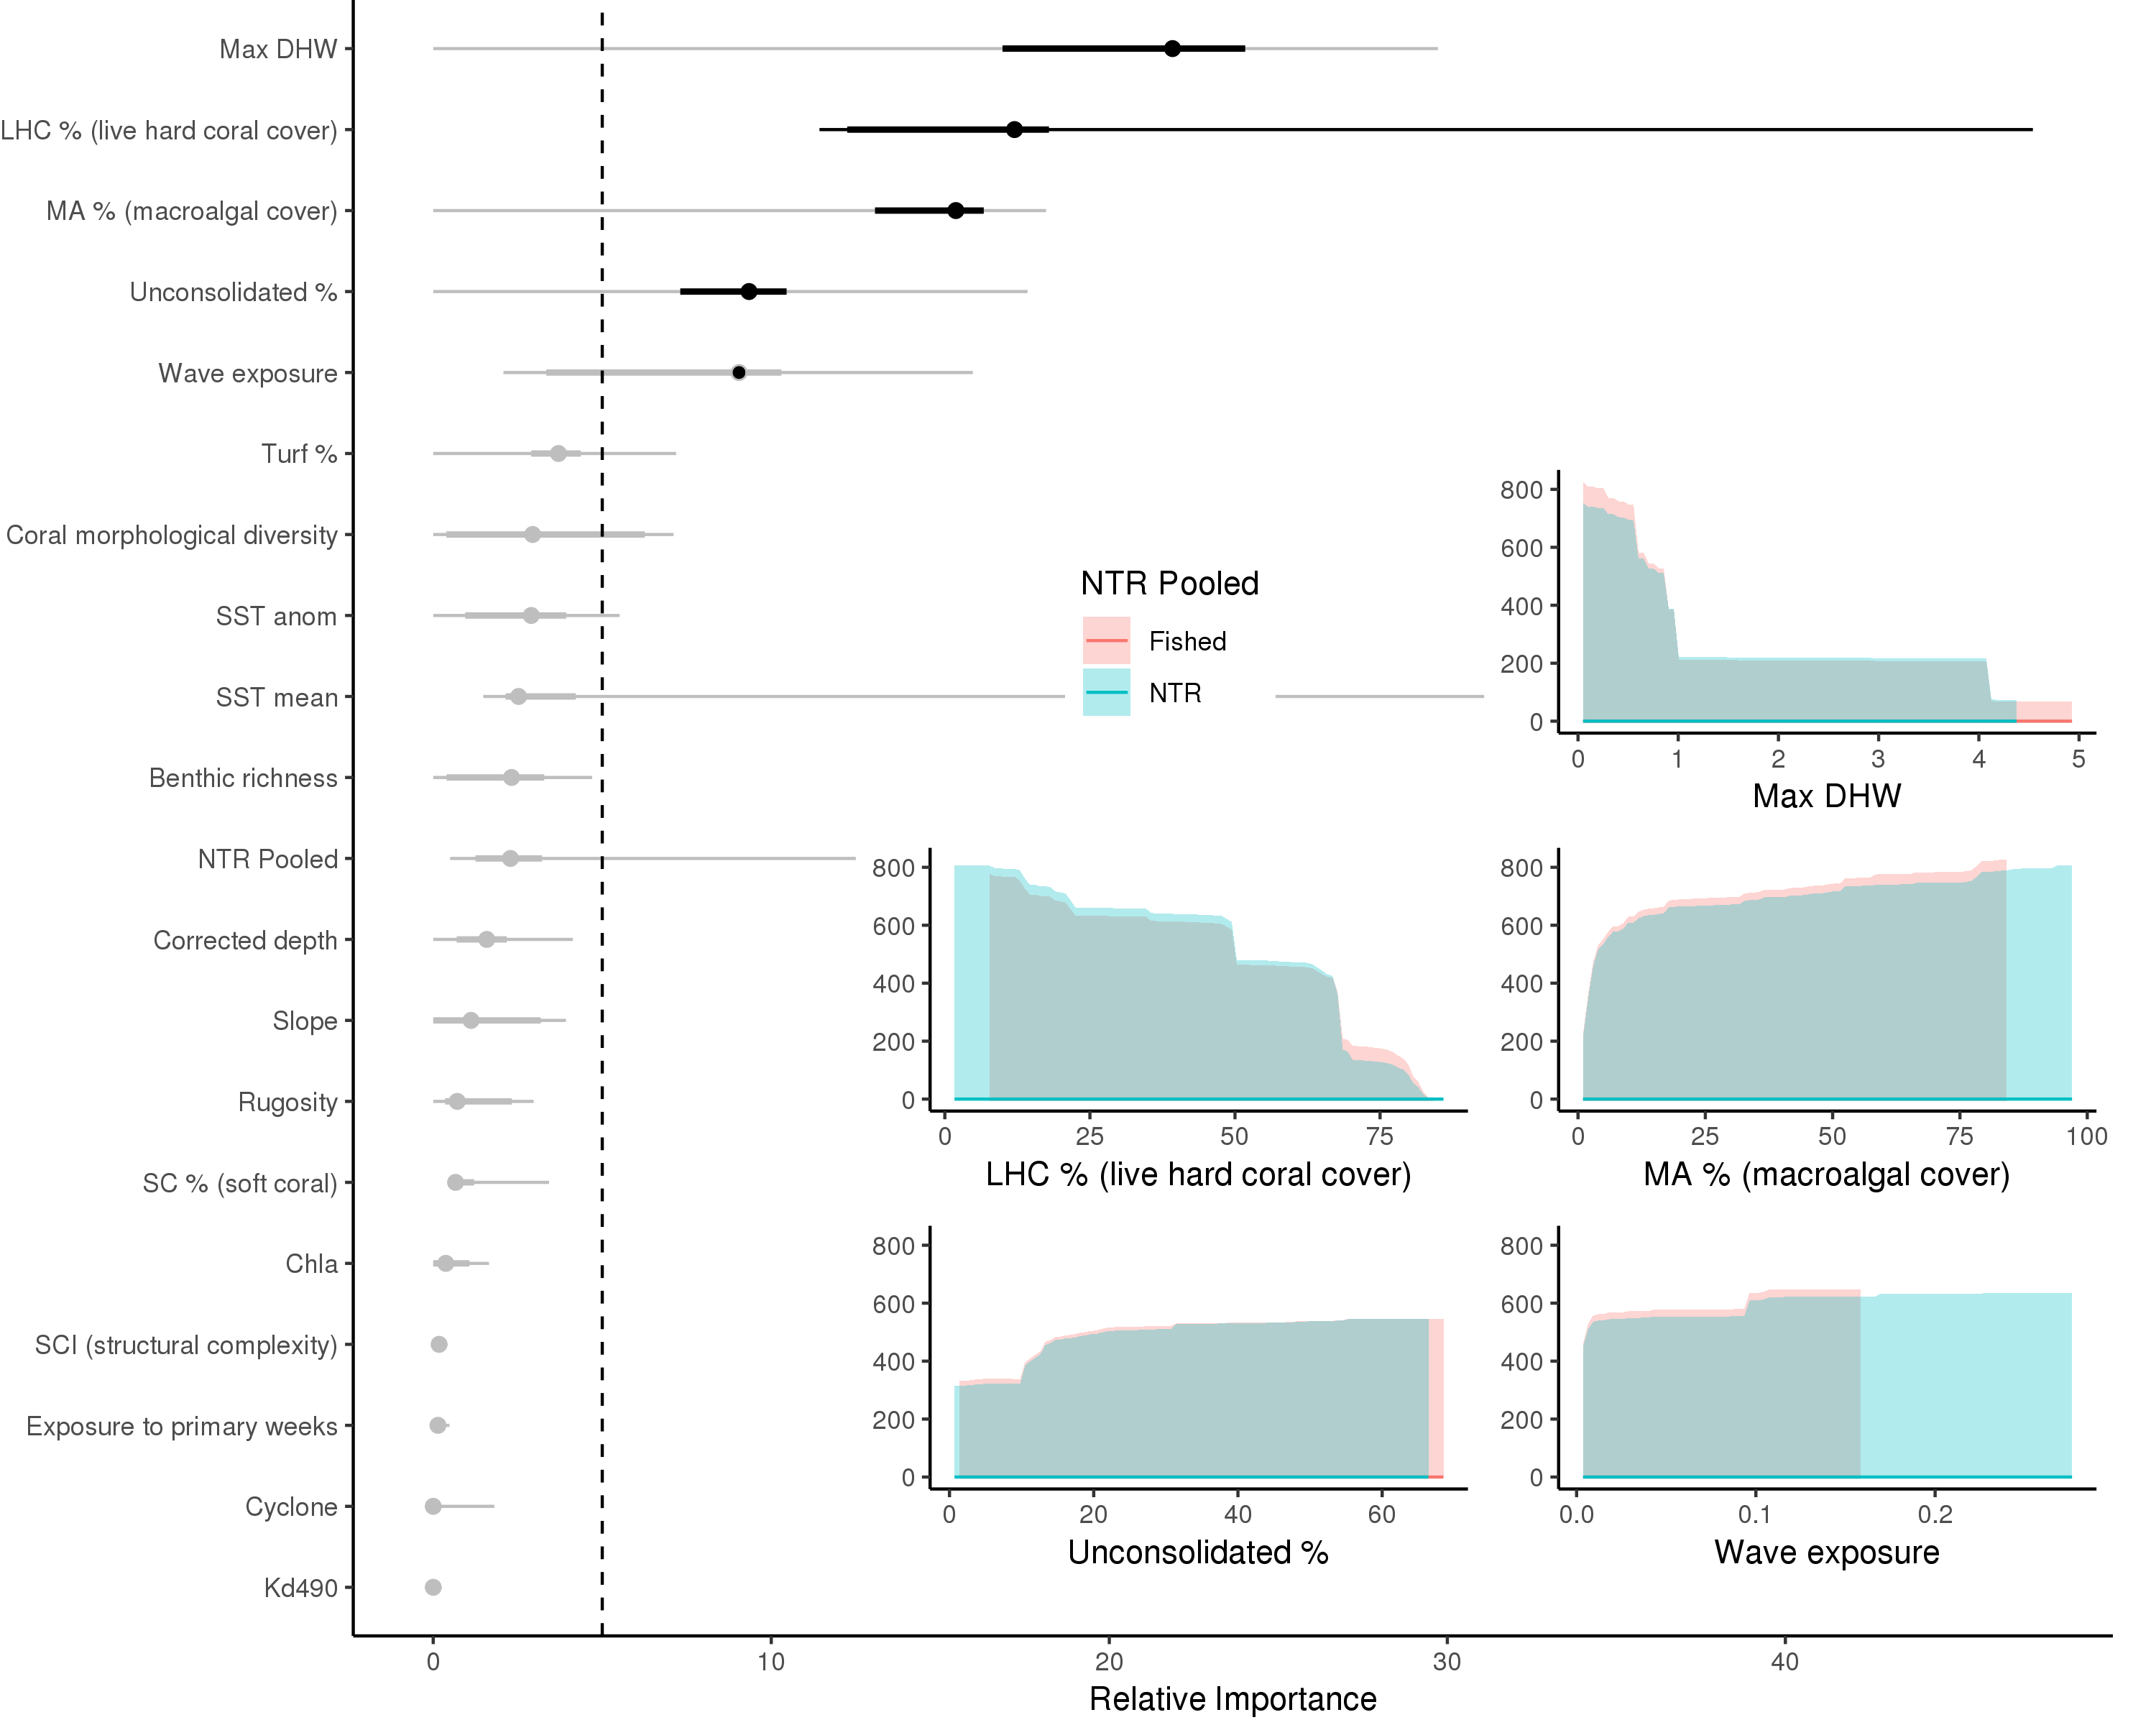 Max DHW
LHC % (live hard coral cover)
MA % (macroalgal cover)
Unconsolidated %
Wave exposure
Turf %
Coral morphological diversity
SST anom
SST mean
Benthic richness
NTR Pooled
Corrected depth
Slope
Rugosity
SC % (soft coral)
Chla
SCI (structural complexity)
Exposure to primary weeks
Cyclone
Kd490
0 10 20 30 40
Relative Importance
NTR Pooled
Fished
NTR
800
600
400
200
0
0 1 2 3 4 5
Max DHW
800
600
400
200
0
0 25 50 75
LHC % (live hard coral cover)
800
600
400
200
0
0 25 50 75 100
MA % (macroalgal cover)
800
600
400
200
0
0 20 40 60
Unconsolidated %
800
600
400
200
0
0.0 0.1 0.2
Wave exposure